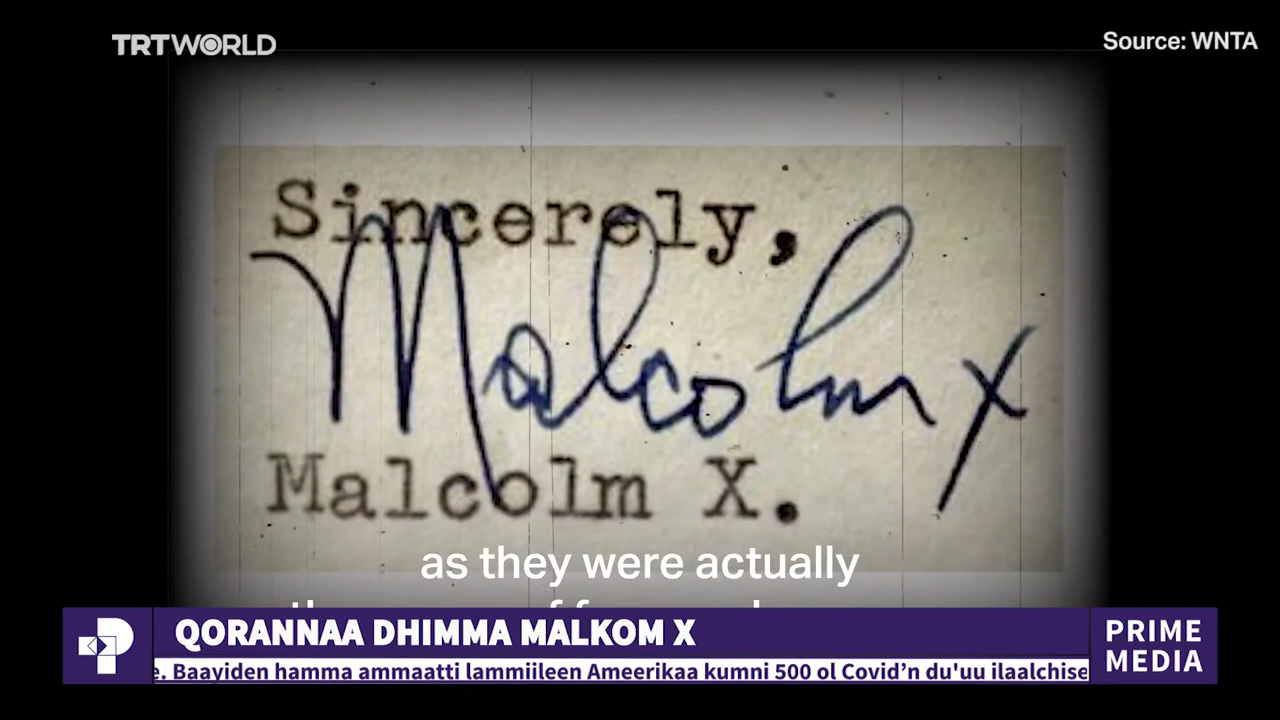 TRTWORLD
Source: WNTA
Sincerely,
Malcolm X
Malcolm X.
as they were actually
QORANNAA DHIMMA MALKOM X
PRIME
MEDIA
e. Baayiden hamma ammaatti lammiileen Ameerikaa kumni 500 ol Covid’n du'uu ilaalchise